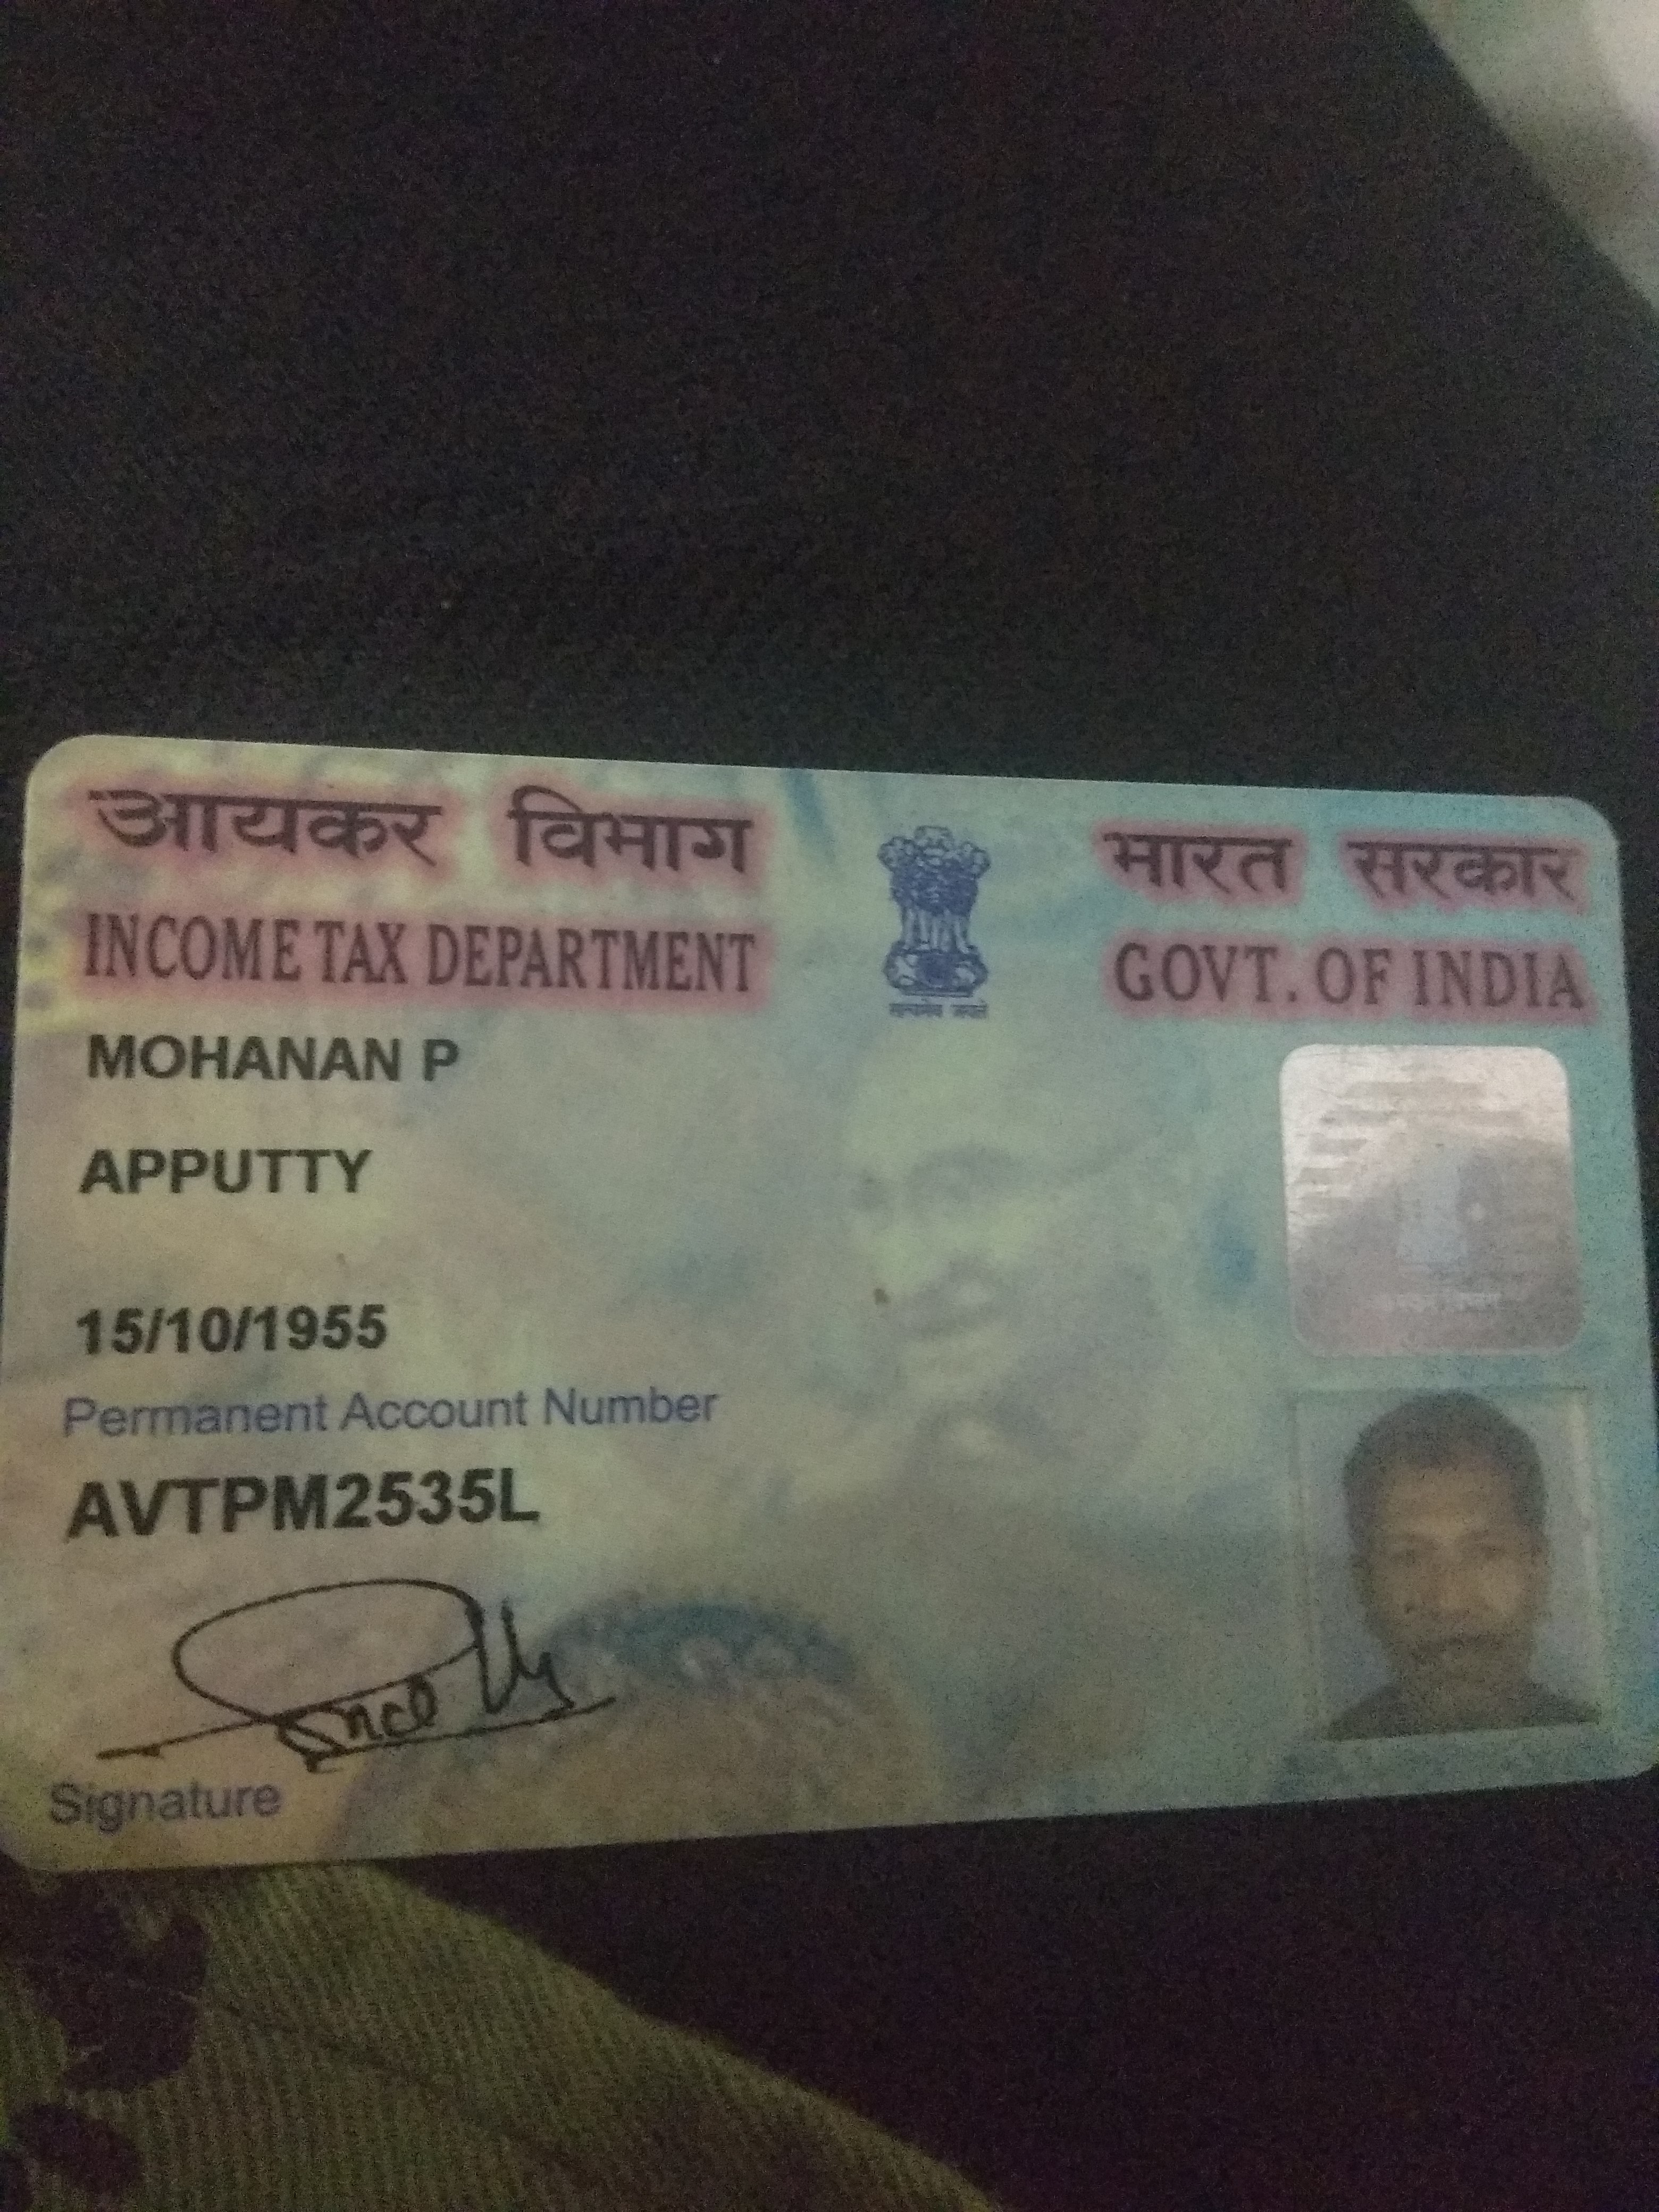 आयकर विभाग
INCOME TAX DEPARTMENT
सत्यमेव जयते
भारत सरकार
GOVT. OF INDIA
MOHANAN P
APPUTTY
15/10/1955
Permanent Account Number
AVTPM2535L
Signature